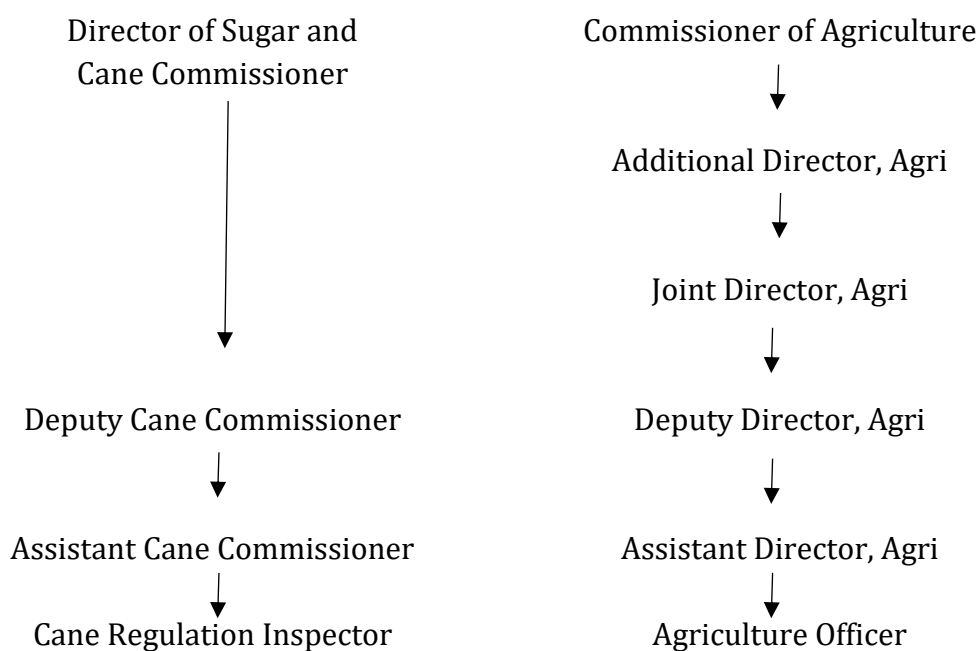 Director of Sugar and
Cane Commissioner
Deputy Cane Commissioner
Assistant Cane Commissioner
Cane Regulation Inspector
Commissioner of Agriculture
Additional Director, Agri
Joint Director, Agri
Deputy Director, Agri
Assistant Director, Agri
Agriculture Officer